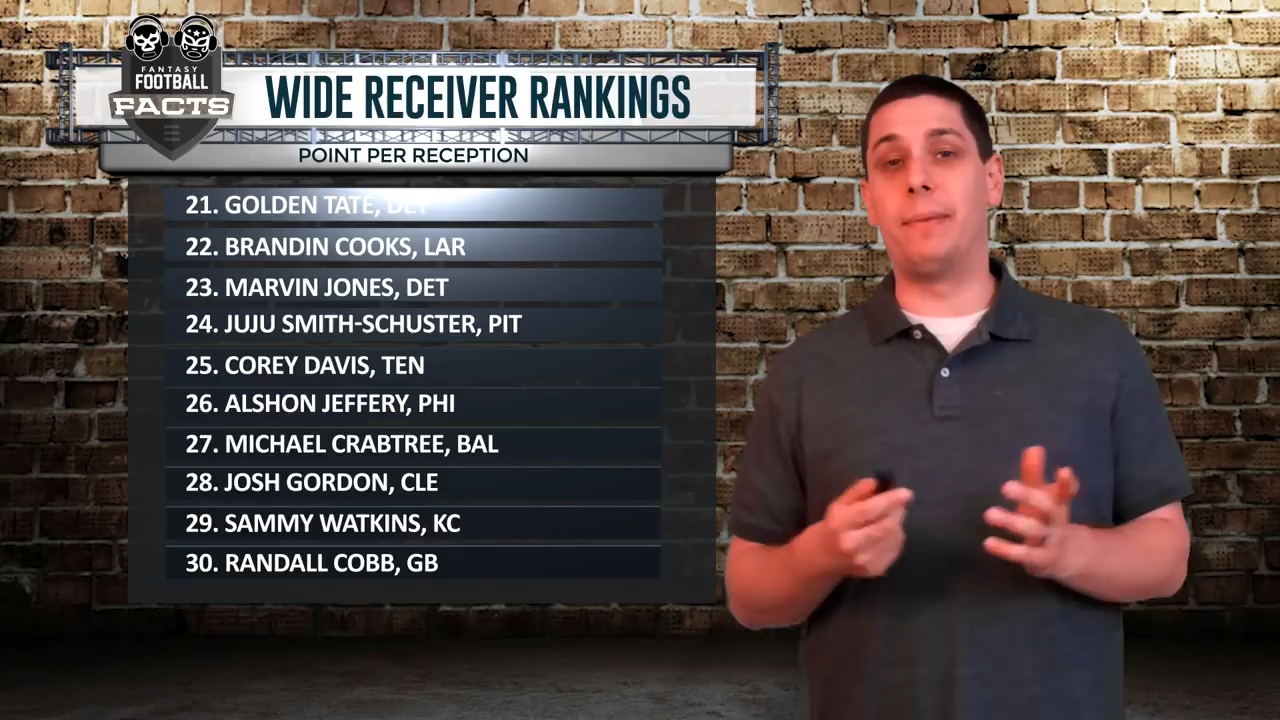 FANTASY
FOOTBALL
FACTS
WIDE RECEIVER RANKINGS
POINT PER RECEPTION
21. GOLDEN TATE, DET
22. BRANDIN COOKS, LAR
23. MARVIN JONES, DET
24. JUJU SMITH-SCHUSTER, PIT
25. COREY DAVIS, TEN
26. ALSHON JEFFERY, PHI
27. MICHAEL CRABTREE, BAL
28. JOSH GORDON, CLE
29. SAMMY WATKINS, KC
30. RANDALL COBB, GB